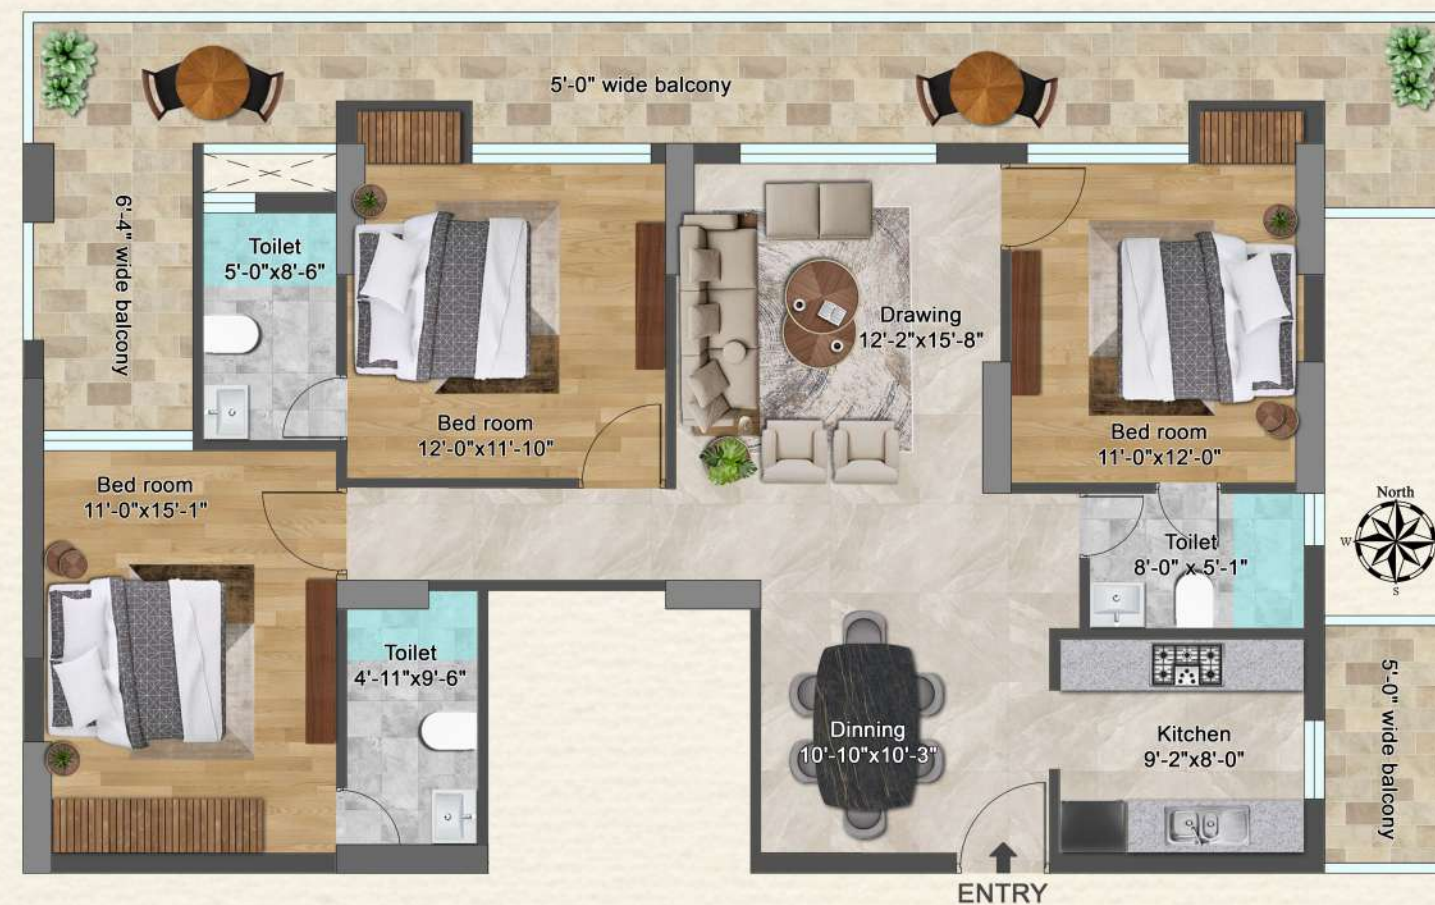 5'-0" wide balcony
6'-4" wide balcony
Toilet
5'-0"x8'-6"
Bed room
12'-0"x11'-10"
Drawing
12'-2"x15'-8"
Bed room
11'-0"x12'-0"
Bed room
11'-0"x15'-1"
Toilet
8'-0" x 5'-1"
North
W
S
Toilet
4'-11"x9'-6"
Dinning
10'-10"x10'-3"
Kitchen
9'-2"x8'-0"
5'-0" wide balcony
ENTRY